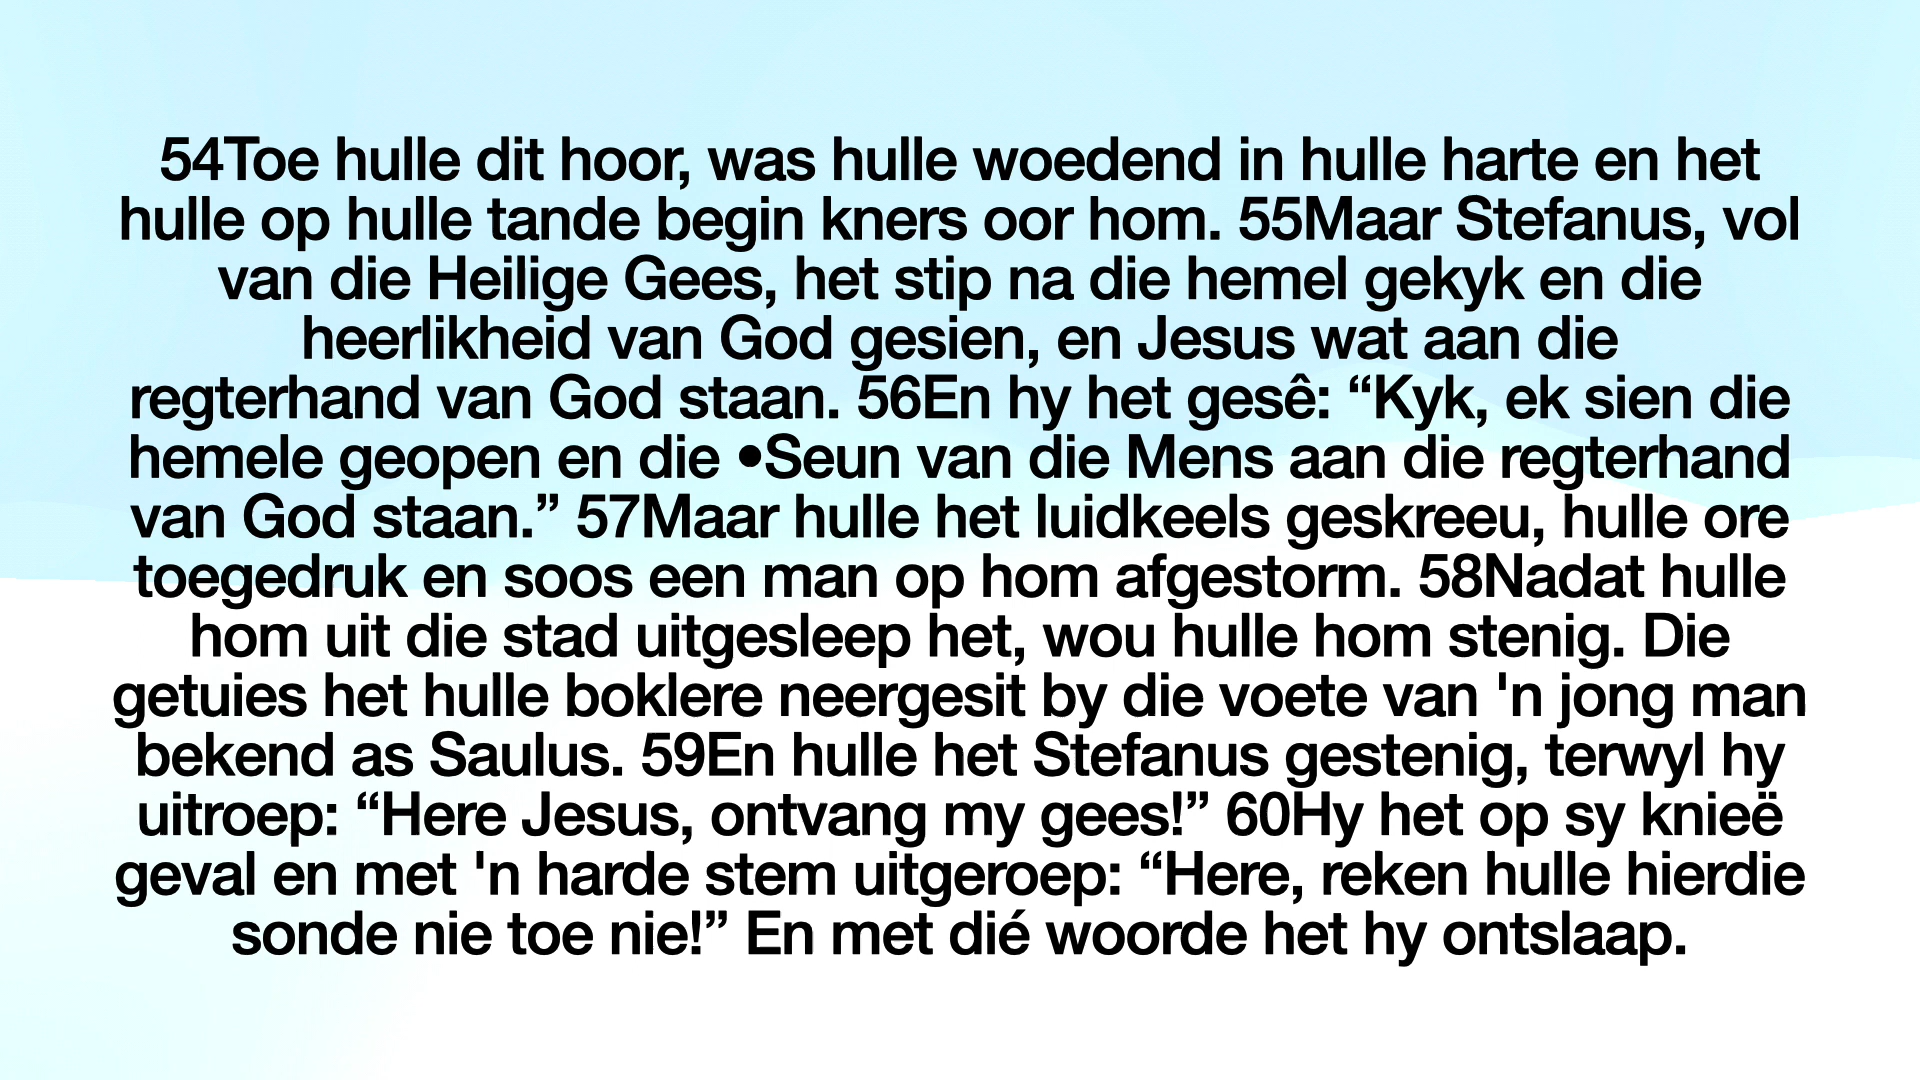 54Toe hulle dit hoor, was hulle woedend in hulle harte en het
hulle op hulle tande begin kners oor hom. 55Maar Stefanus, vol
van die Heilige Gees, het stip na die hemel gekyk en die
heerlikheid van God gesien, en Jesus wat aan die
regterhand van God staan. 56En hy het gesê: “Kyk, ek sien die
hemele geopen en die •Seun van die Mens aan die regterhand
van God staan.” 57Maar hulle het luidkeels geskreeu, hulle ore
toegedruk en soos een man op hom afgestorm. 58Nadat hulle
hom uit die stad uitgesleep het, wou hulle hom stenig. Die
getuies het hulle boklere neergesit by die voete van 'n jong man
bekend as Saulus. 59En hulle het Stefanus gestenig, terwyl hy
uitroep: “Here Jesus, ontvang my gees!” 60Hy het op sy knieë
geval en met 'n harde stem uitgeroep: “Here, reken hulle hierdie
sonde nie toe nie!” En met dié woorde het hy ontslaap.